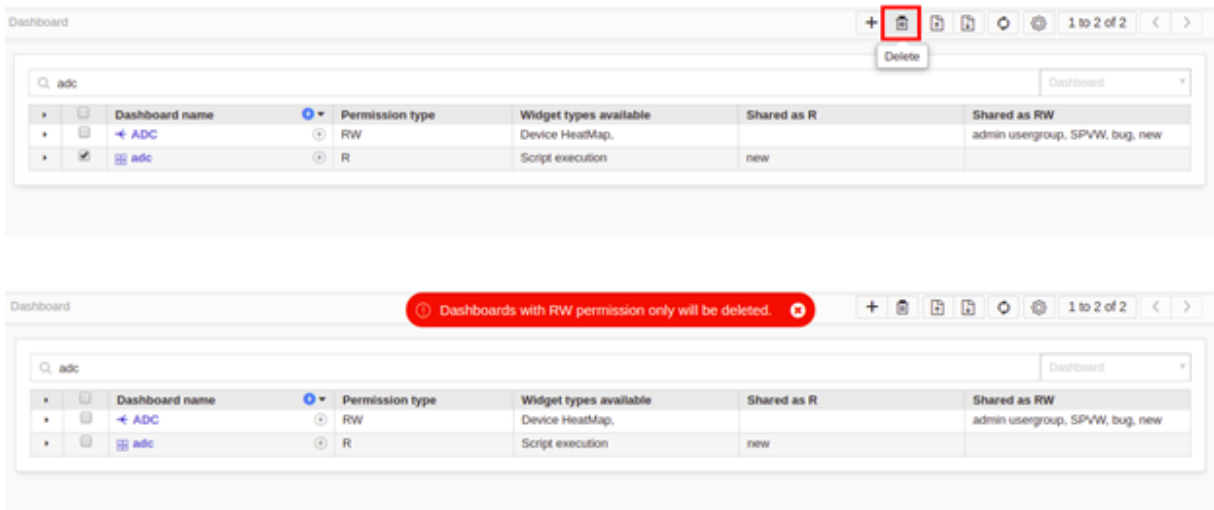 Dashboard 1 to 2 of 2
Delete
adc Dashboard
Dashboard name Permission type Widget types available Shared as R Shared as RW
ADC RW Device HeatMap, admin usergroup, SPVW, bug, new
adc R Script execution new
Dashboard Dashboards with RW permission only will be deleted. 1 to 2 of 2
adc Dashboard
Dashboard name Permission type Widget types available Shared as R Shared as RW
ADC RW Device HeatMap, admin usergroup, SPVW, bug, new
adc R Script execution new